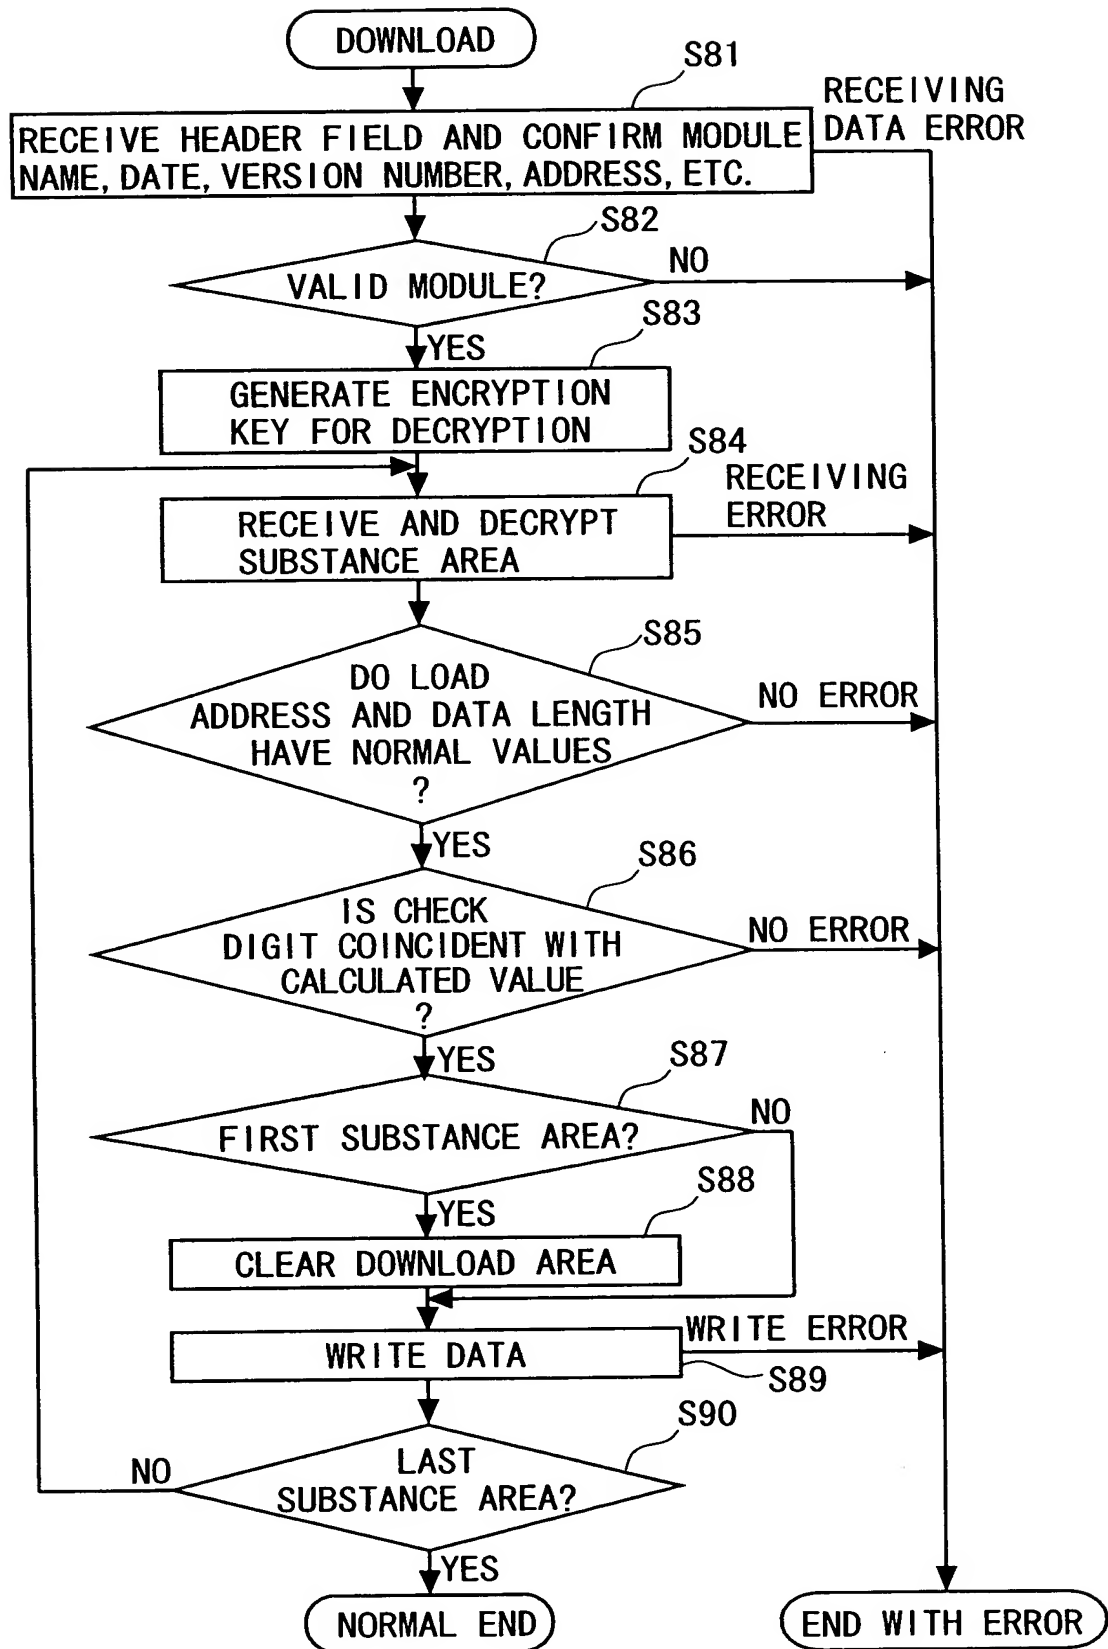 DOWNLOAD
S81
RECEIVING
DATA ERROR
RECEIVE HEADER FIELD AND CONFIRM MODULE
NAME, DATE, VERSION NUMBER, ADDRESS, ETC.
S82
VALID MODULE?
NO
YES
S83
GENERATE ENCRYPTION
KEY FOR DECRYPTION
S84
RECEIVING
ERROR
RECEIVE AND DECRYPT
SUBSTANCE AREA
S85
DO LOAD
ADDRESS AND DATA LENGTH
HAVE NORMAL VALUES
?
NO ERROR
YES
S86
IS CHECK
DIGIT COINCIDENT WITH
CALCULATED VALUE
?
NO ERROR
YES
S87
FIRST SUBSTANCE AREA?
NO
YES
S88
CLEAR DOWNLOAD AREA
WRITE DATA
WRITE ERROR
S89
S90
LAST
SUBSTANCE AREA?
NO
YES
NORMAL END
END WITH ERROR